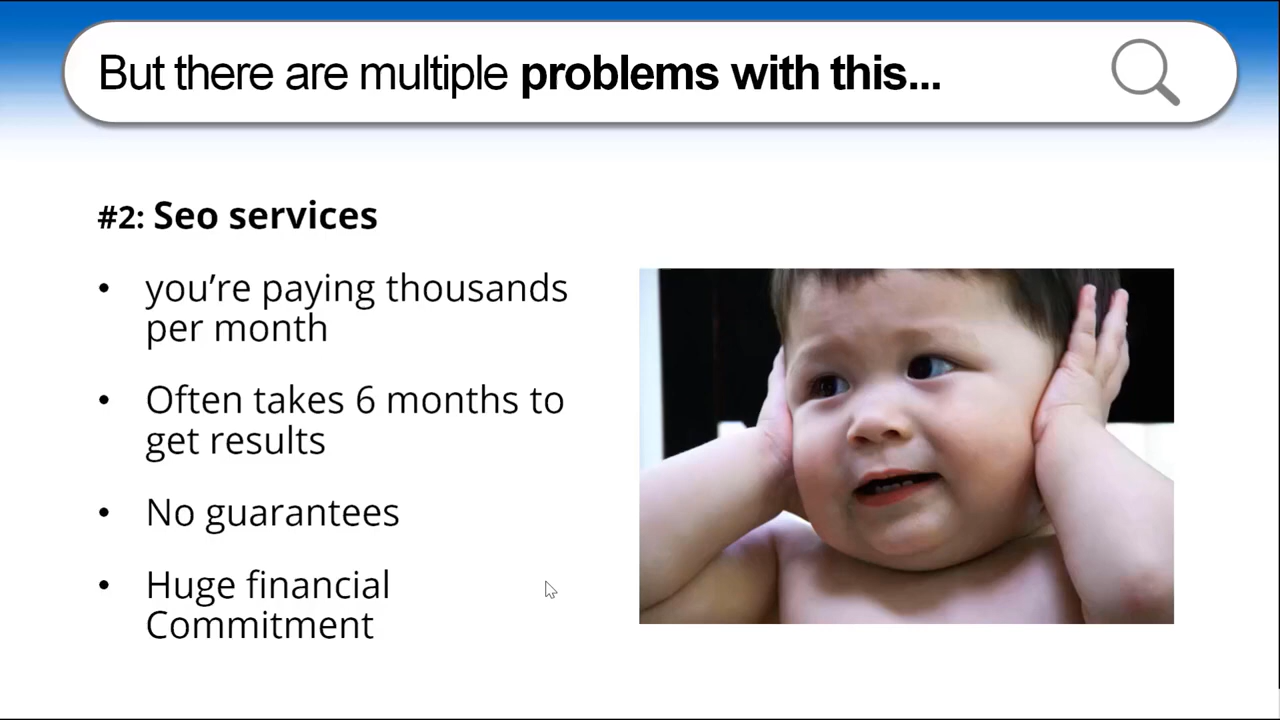 But there are multiple problems with this...
#2: Seo services
• you’re paying thousands
per month
• Often takes 6 months to
get results
• No guarantees
• Huge financial
Commitment